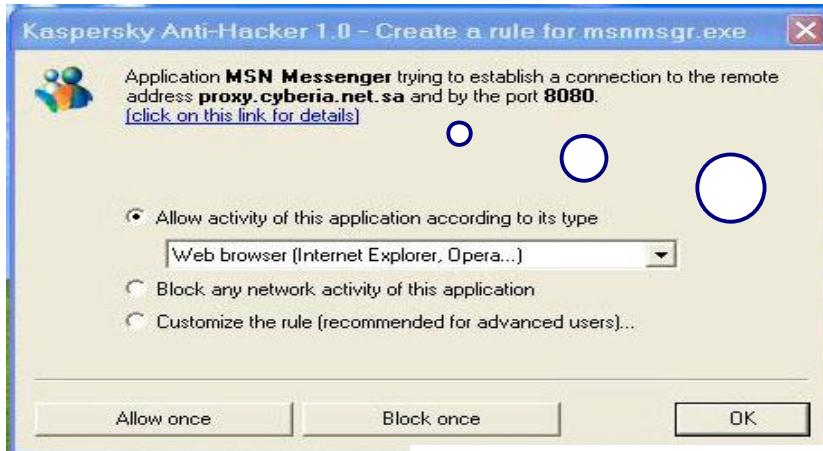 Kaspersky Anti-Hacker 1.0 - Create a rule for msnmsgr.exe
Application MSN Messenger trying to establish a connection to the remote
address proxy.cyberia.net.sa and by the port 8080.
(click on this link for details)
Allow activity of this application according to its type
Web browser (Internet Explorer, Opera...)
Block any network activity of this application
Customize the rule (recommended for advanced users)...
Allow once
Block once
OK